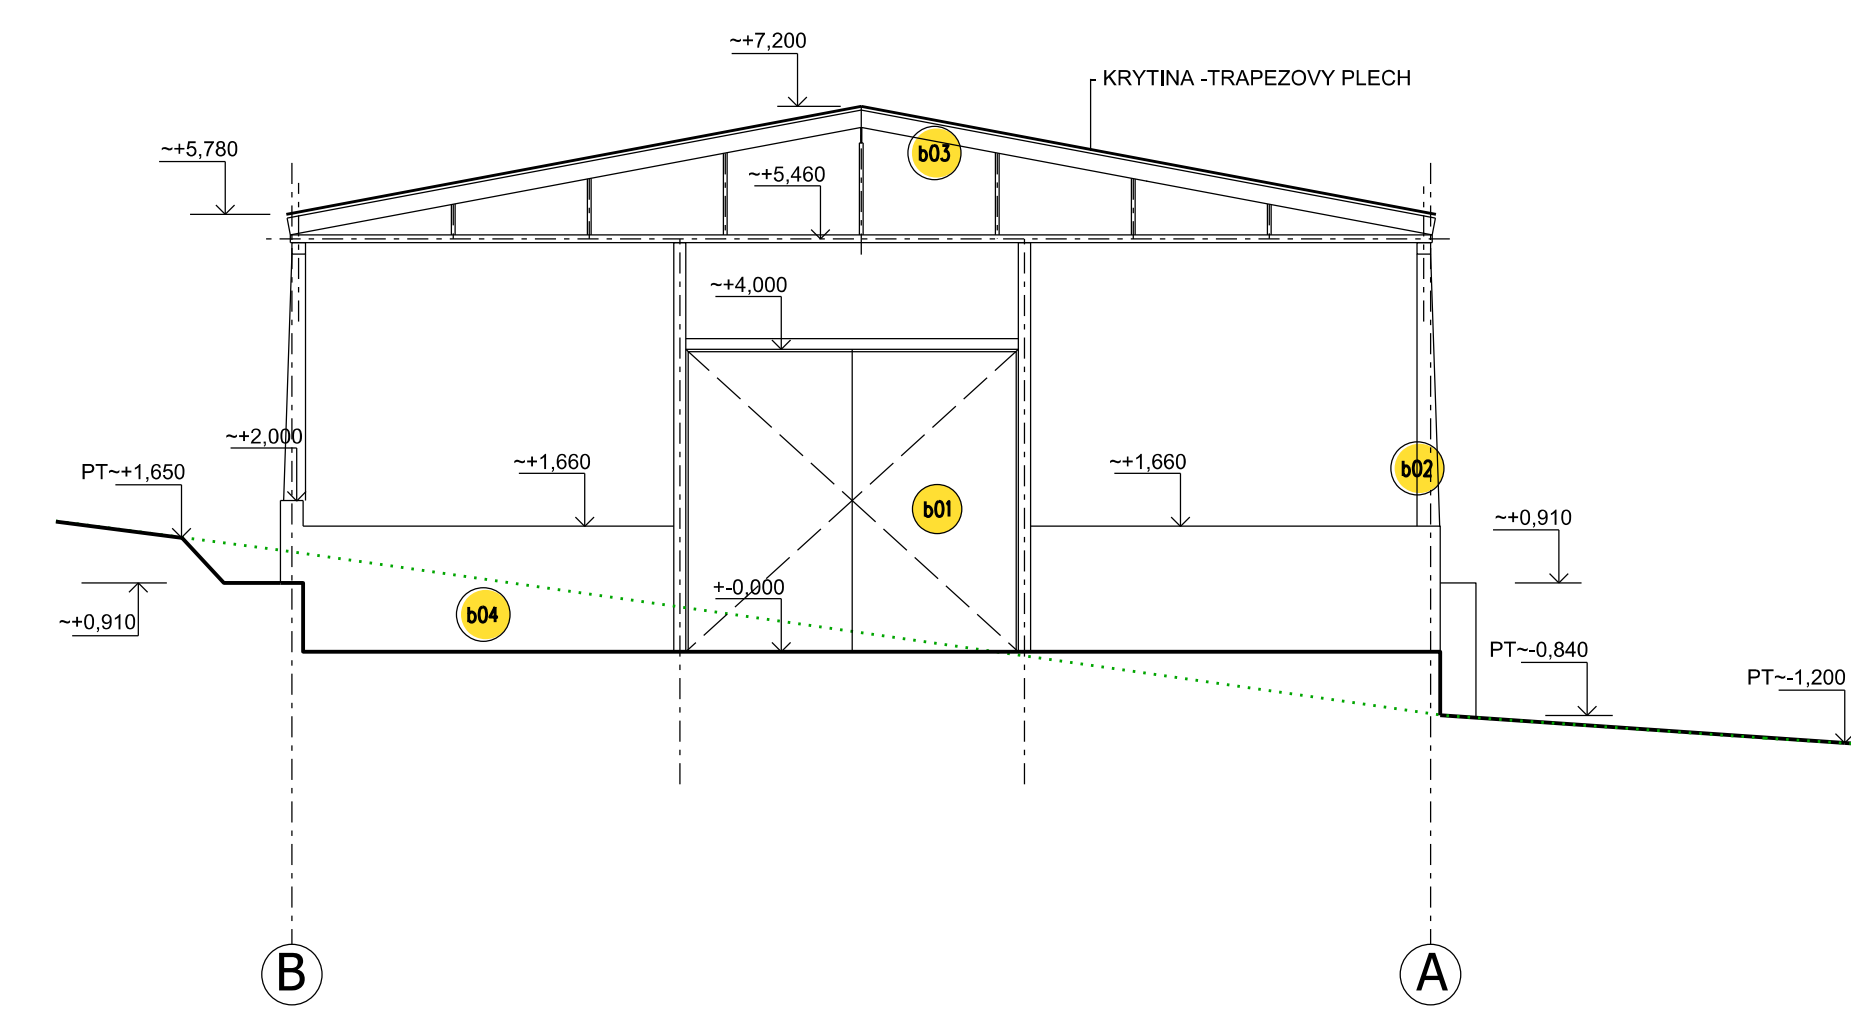 ~+7,200
KRYTINA -TRAPEZOVY PLECH
~+5,780
b03
~+5,460
~+4,000
~+2,000
PT~+1,650
~+1,660
~+1,660
b02
b01
~+0,910
+-0,000
b04
~+0,910
PT~-0,840
PT~-1,200
B
A